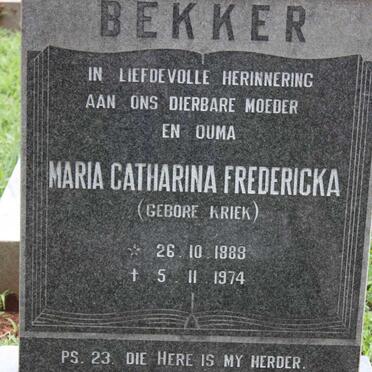 BEKKER
IN LIEFDEVOLLE HERINNERING
AAN ONS DIERBARE MOEDER
EN OUMA
MARIA CATHARINA FREDERICKA
(GEBORE KRIEK)
☆ 26. 10. 1889
† 5. 11. 1974
PS. 23. DIE HERE IS MY HERDER.